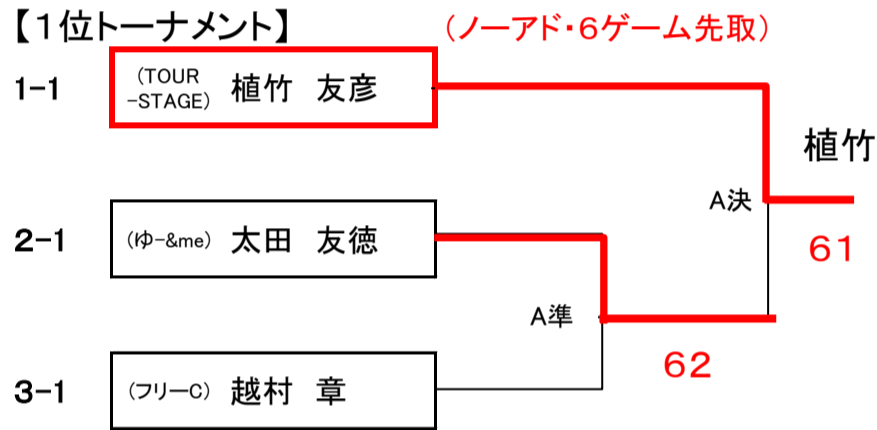 【1位トーナメント】 (ノーアド・6ゲーム先取)
1-1 (TOUR
-STAGE) 植竹 友彦
植竹
A決
2-1 (ゆ-&me) 太田 友徳
61
A準
62
3-1 (フリーC) 越村 章